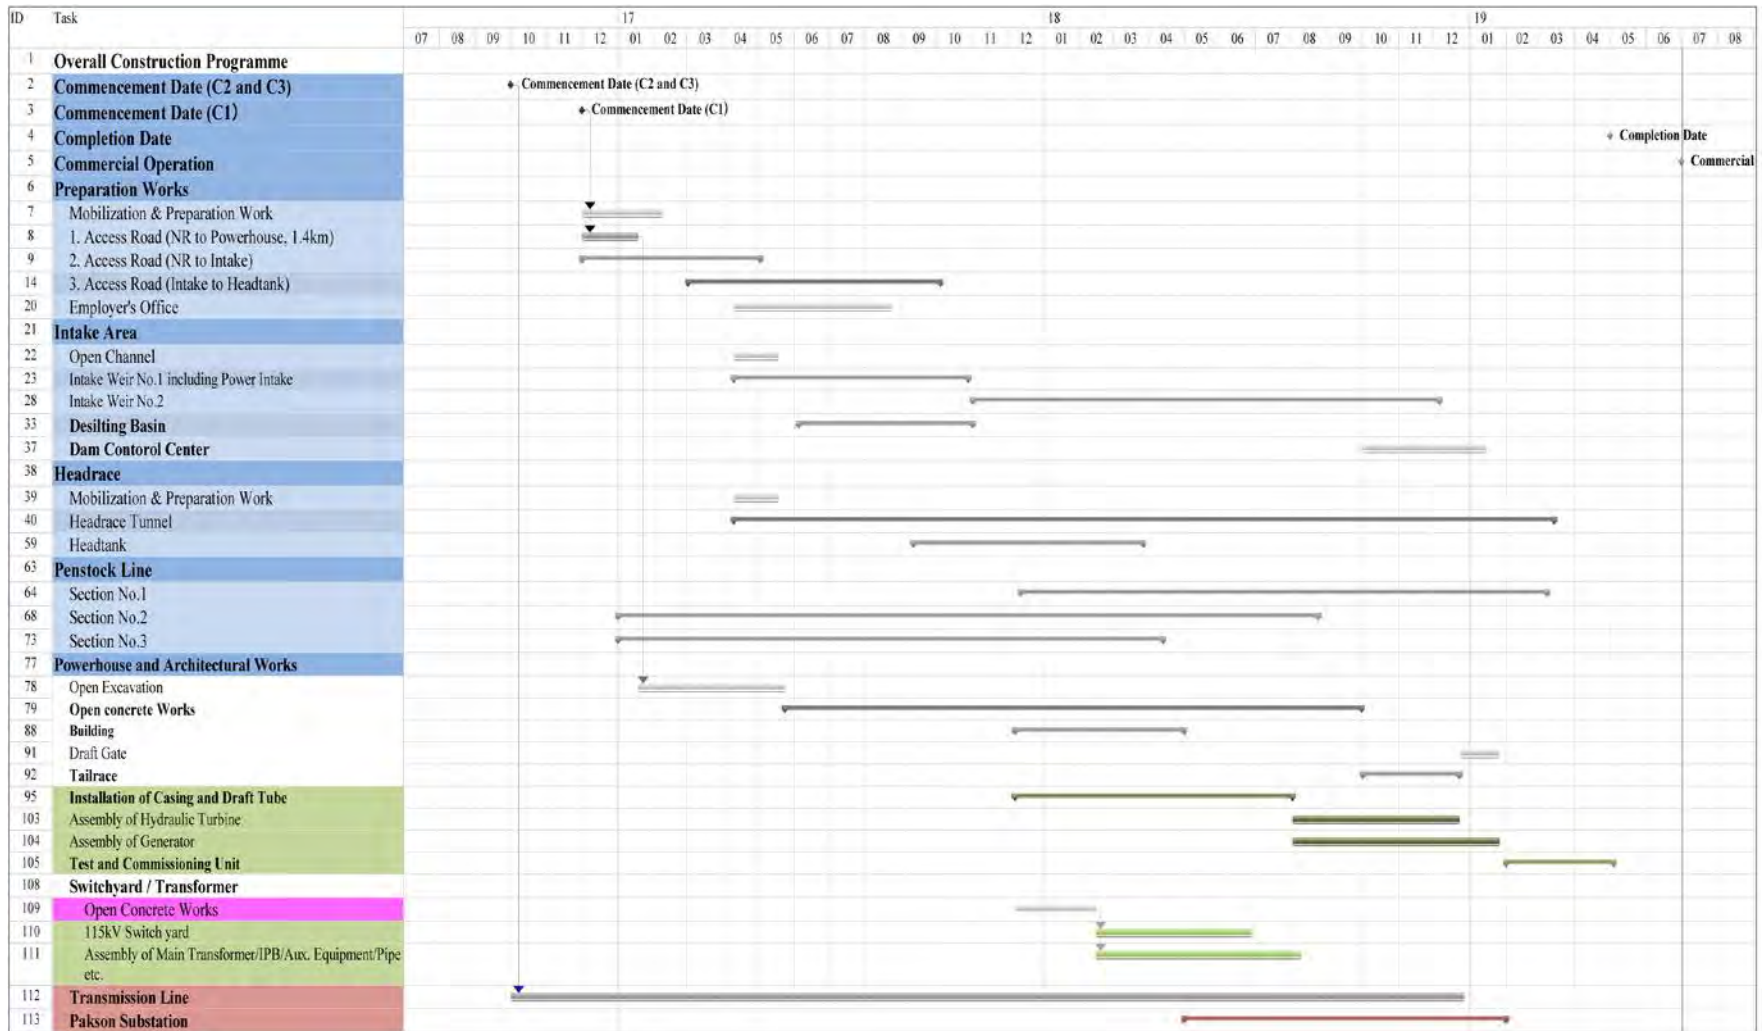 ID Task 17 18 19
07 08 09 10 11 12 01 02 03 04 05 06 07 08 09 10 11 12 01 02 03 04 05 06 07 08 09 10 11 12 01 02 03 04 05 06 07 08
1 Overall Construction Programme
2 Commencement Date (C2 and C3) Commencement Date (C2 and C3)
3 Commencement Date (C1) Commencement Date (C1)
4 Completion Date Completion Date
5 Commercial Operation Commercial
6 Preparation Works
7 Mobilization & Preparation Work
8 1. Access Road (NR to Powerhouse, 1.4km)
9 2. Access Road (NR to Intake)
14 3. Access Road (Intake to Headtank)
20 Employer's Office
21 Intake Area
22 Open Channel
23 Intake Weir No.1 including Power Intake
28 Intake Weir No.2
33 Desilting Basin
37 Dam Contorol Center
38 Headrace
39 Mobilization & Preparation Work
40 Headrace Tunnel
59 Headtank
63 Penstock Line
64 Section No.1
68 Section No.2
73 Section No.3
77 Powerhouse and Architectural Works
78 Open Excavation
79 Open concrete Works
88 Building
91 Draft Gate
92 Tailrace
95 Installation of Casing and Draft Tube
103 Assembly of Hydraulic Turbine
104 Assembly of Generator
105 Test and Commissioning Unit
108 Switchyard / Transformer
109 Open Concrete Works
110 115kV Switch yard
111 Assembly of Main Transformer/IPB/Aux. Equipment/Pipe
etc.
112 Transmission Line
113 Pakson Substation